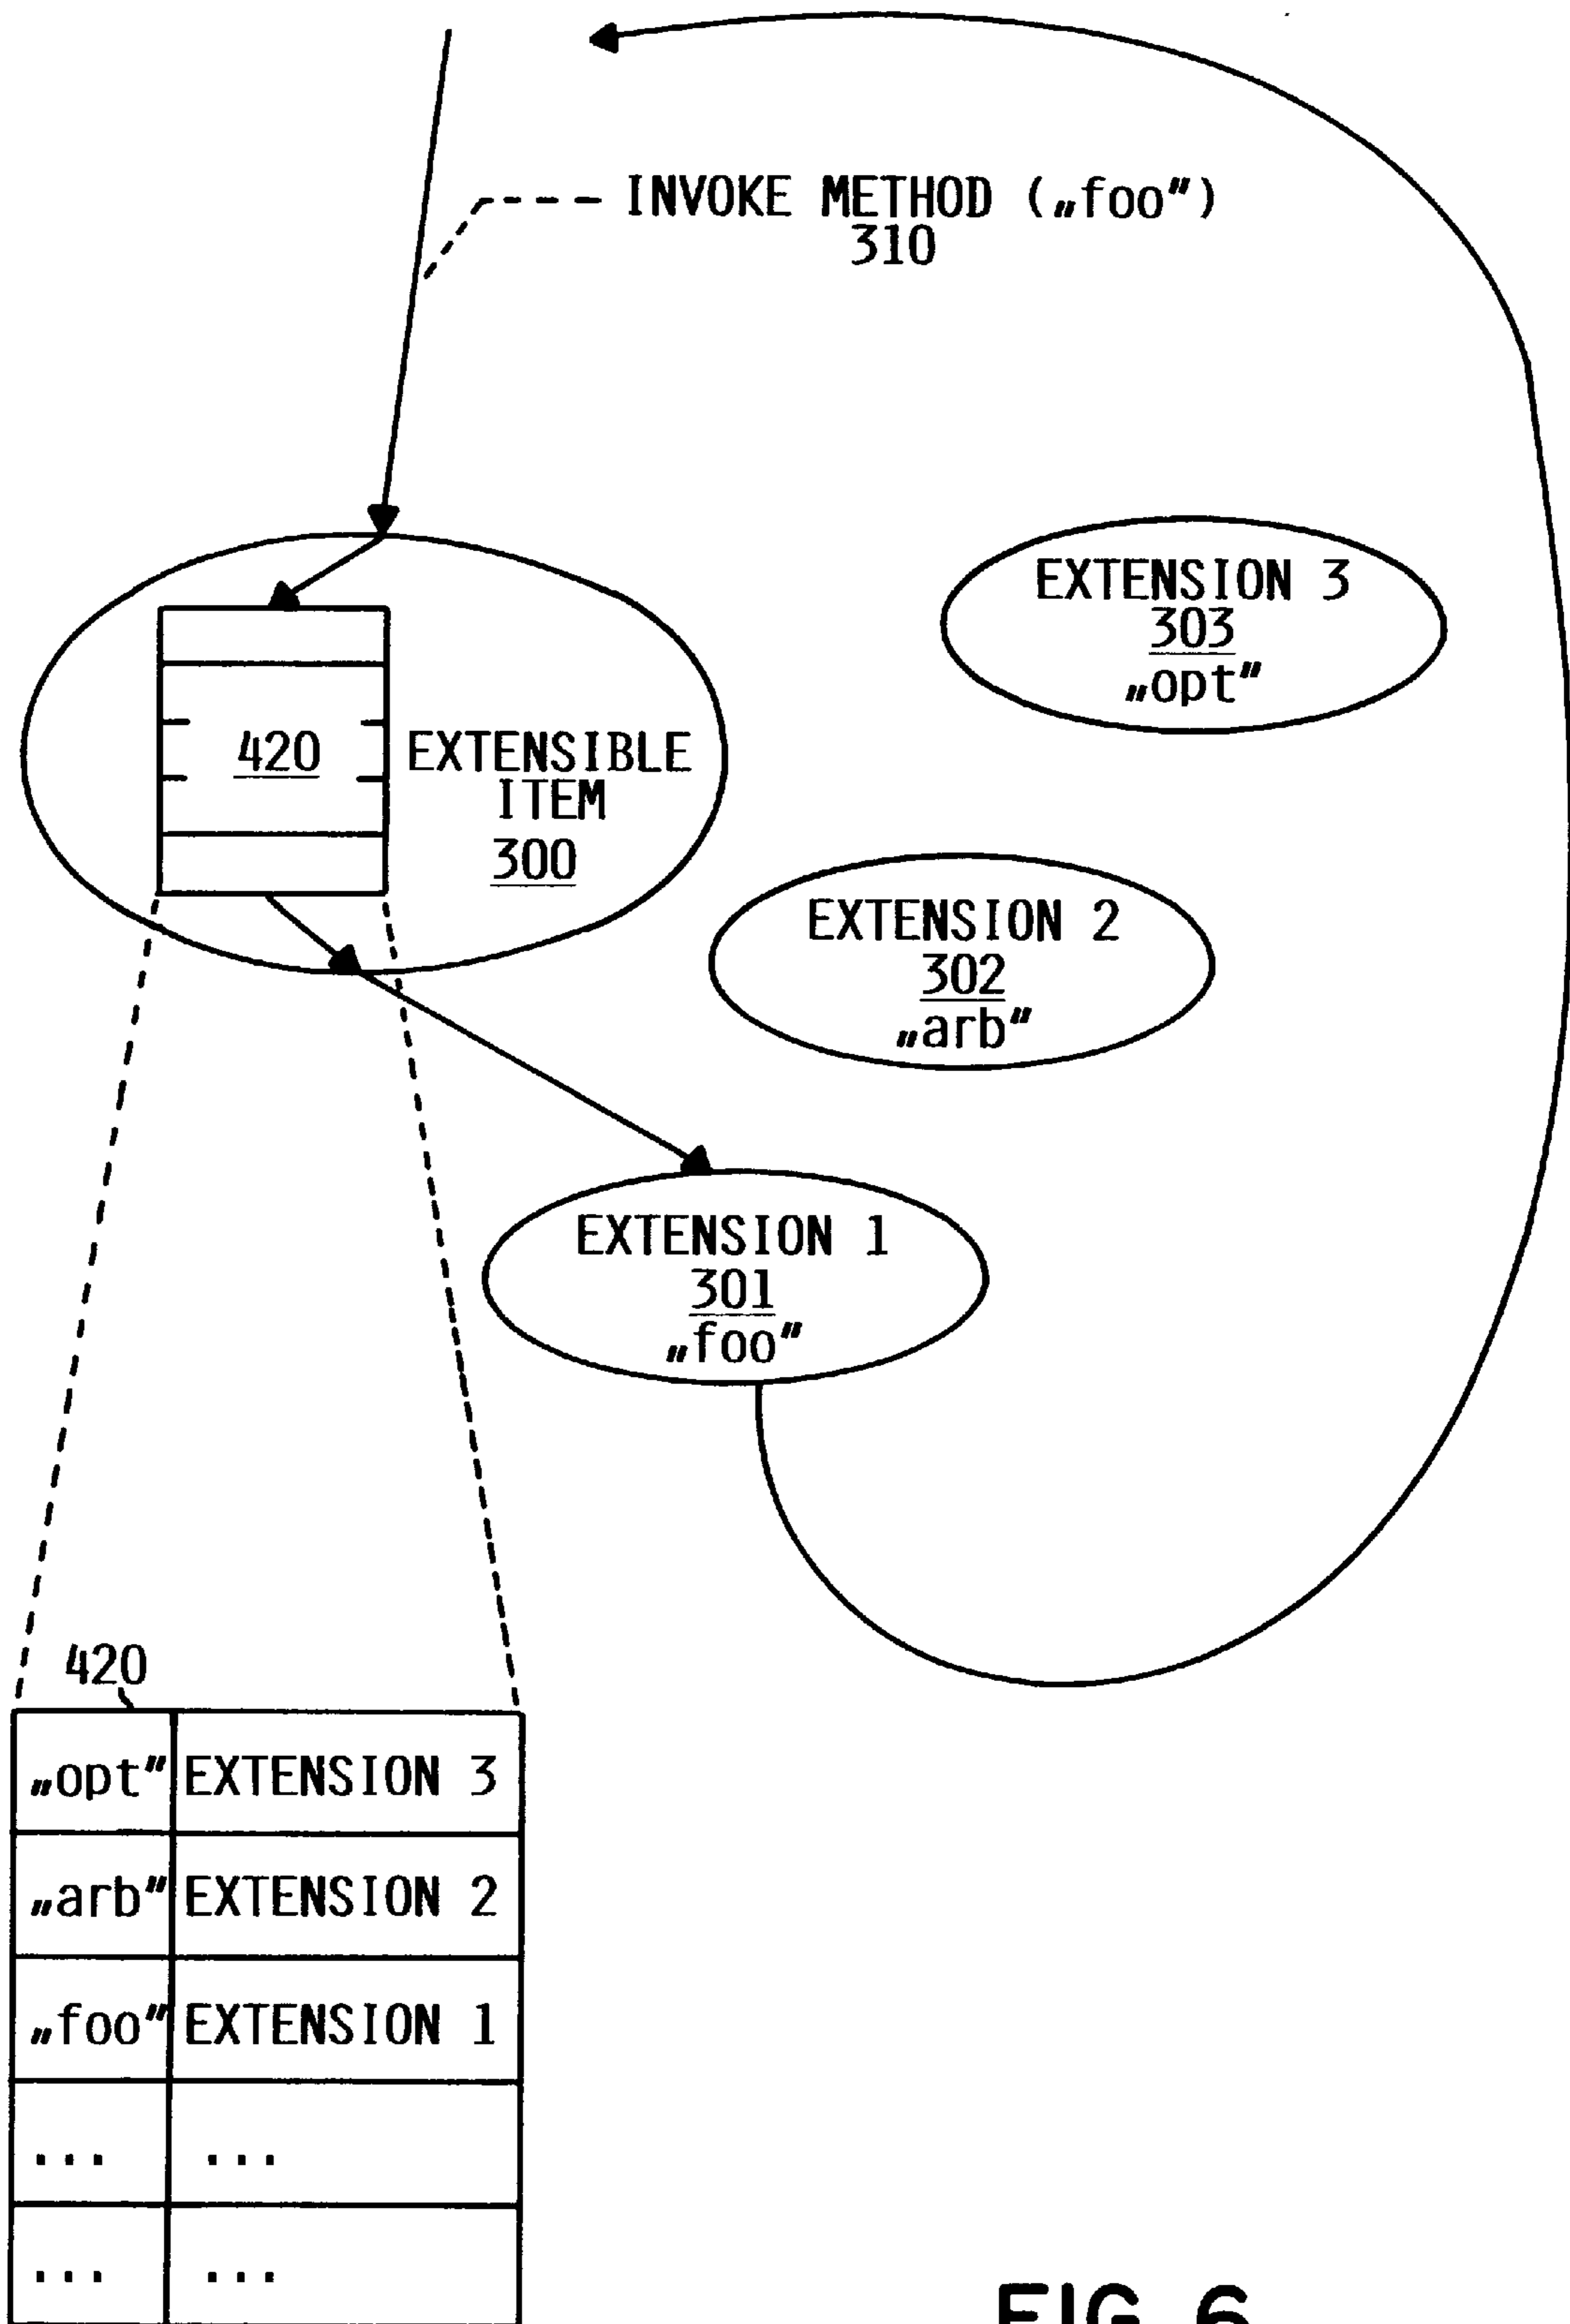 INVOKE METHOD („foo")
310
EXTENSION 3
303
„opt"
420
EXTENSIBLE
ITEM
300
EXTENSION 2
302
„arb"
EXTENSION 1
301
„foo"
420
„opt" EXTENSION 3
„arb" EXTENSION 2
„foo" EXTENSION 1
... ...
... ...
FIG. 6